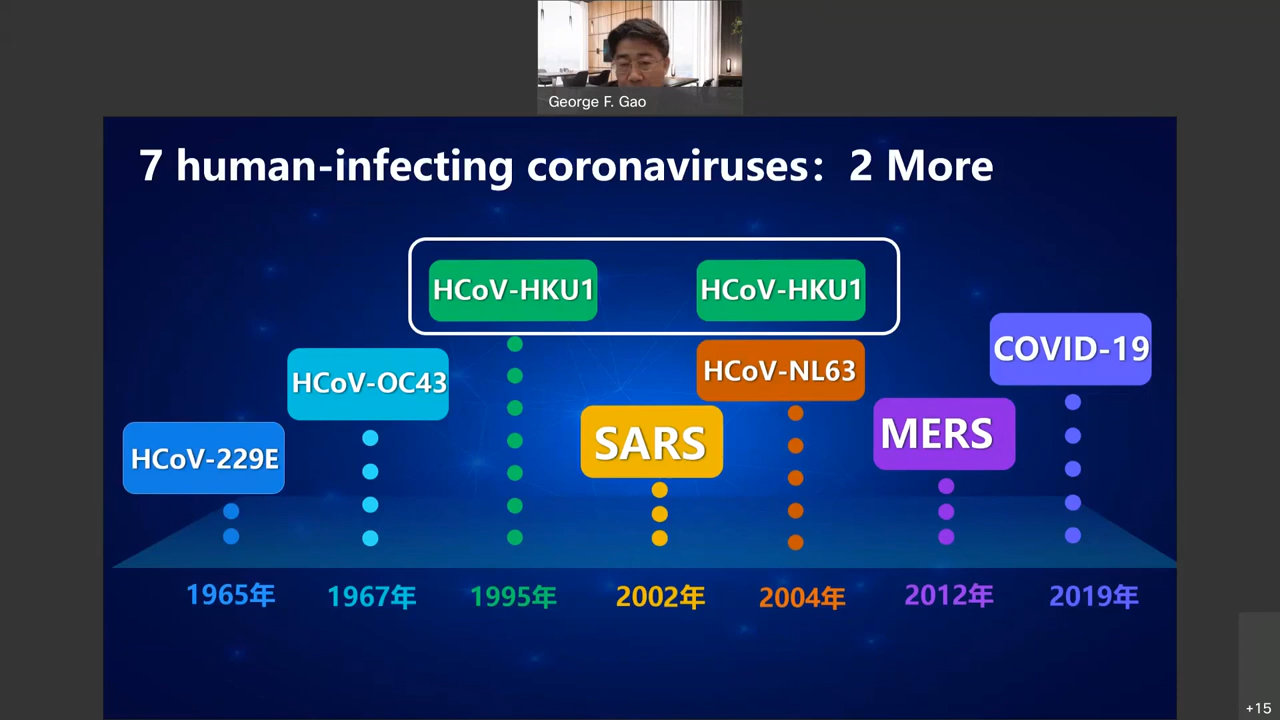 George F. Gao
7 human-infecting coronaviruses：2 More
HCoV-HKU1
HCoV-HKU1
COVID-19
HCoV-OC43
HCoV-NL63
HCoV-229E
SARS
MERS
1965年
1967年
1995年
2002年
2004年
2012年
2019年
+15